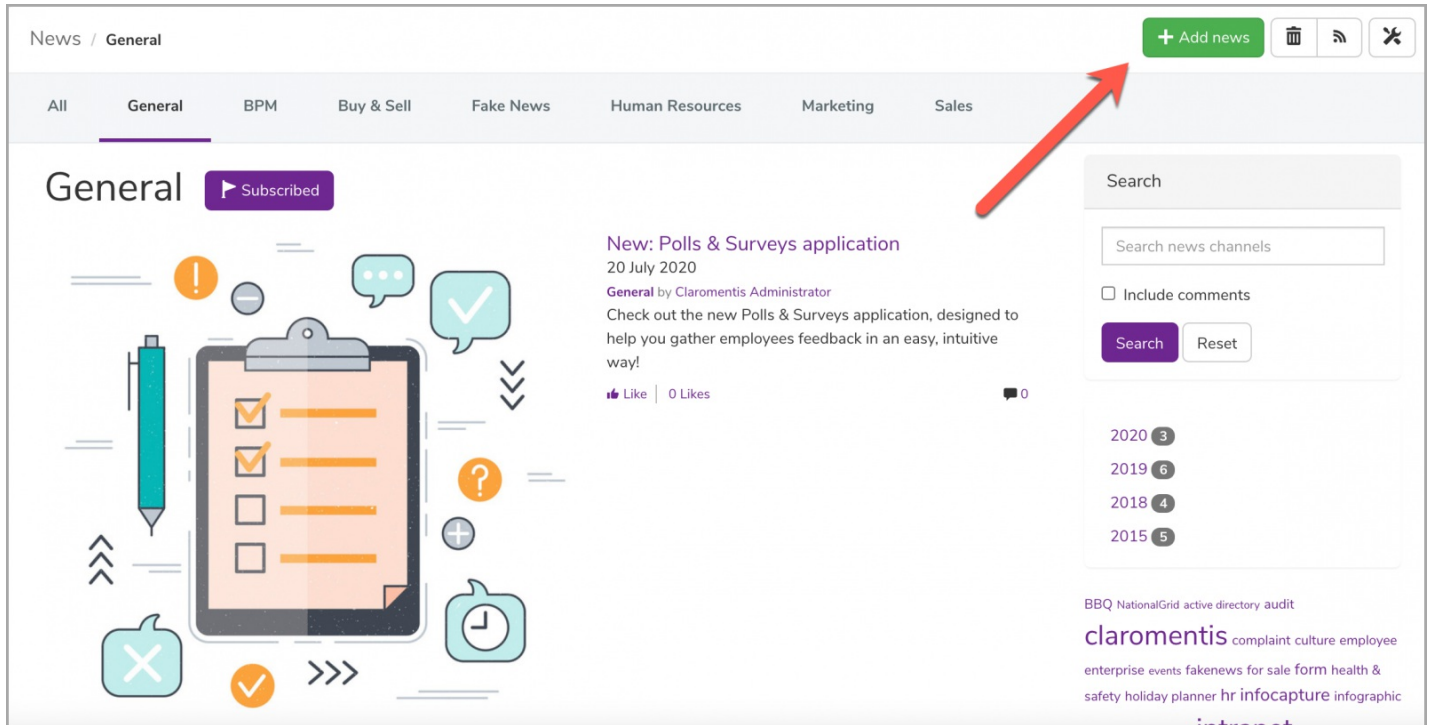 News / General
+ Add news
All General BPM Buy & Sell Fake News Human Resources Marketing Sales
General
Subscribed
New: Polls & Surveys application
20 July 2020
General by Claromentis Administrator
Check out the new Polls & Surveys application, designed to
help you gather employees feedback in an easy, intuitive
way!
Like 0 Likes 0
Search
Search news channels
Include comments
Search Reset
2020 3
2019 6
2018 4
2015 5
BBQ NationalGrid active directory audit
claromentis complaint culture employee
enterprise events fakenews for sale form health &
safety holiday planner hr infocapture infographic
intranet